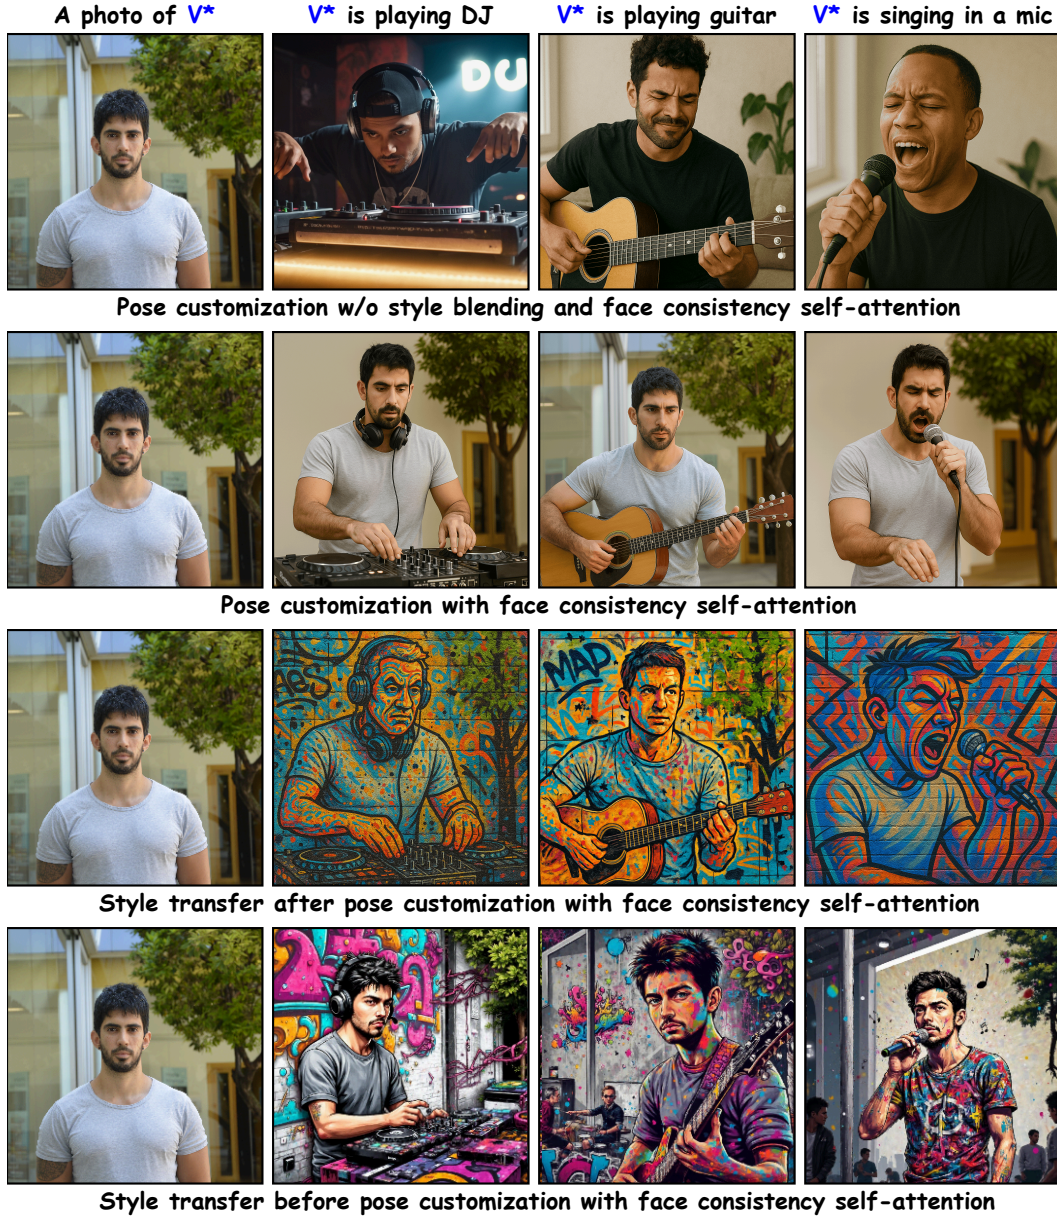 A photo of V*
V* is playing DJ
V* is playing guitar
V* is singing in a mic
DJ
Pose customization w/o style blending and face consistency self-attention
Pose customization with face consistency self-attention
MAP
Style transfer after pose customization with face consistency self-attention
Style transfer before pose customization with face consistency self-attention